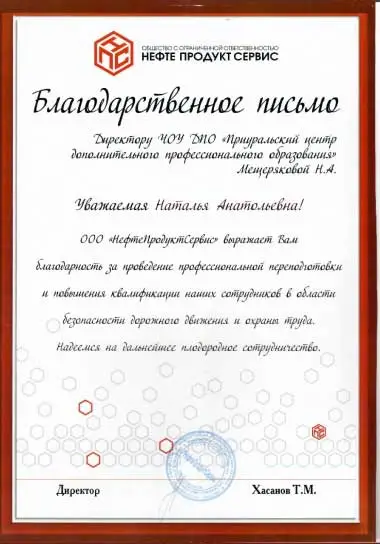 НПС
ОБЩЕСТВО С ОГРАНИЧЕННОЙ ОТВЕТСТВЕННОСТЬЮ
НЕФТЕ ПРОДУКТ СЕРВИС
Благодарственное письмо
Директору ЧОУ ДПО «Приуральский центр
дополнительного профессионального образования»
Мещеряковой Н.А.
Уважаемая Наталья Анатольевна!
ООО «НефтеПродуктСервис» выражает Вам
благодарность за проведение профессиональной переподготовки
и повышения квалификации наших сотрудников в области
безопасности дорожного движения и охраны труда.
Надеемся на дальнейшее плодородное сотрудничество.
Директор
Хасанов Т.М.